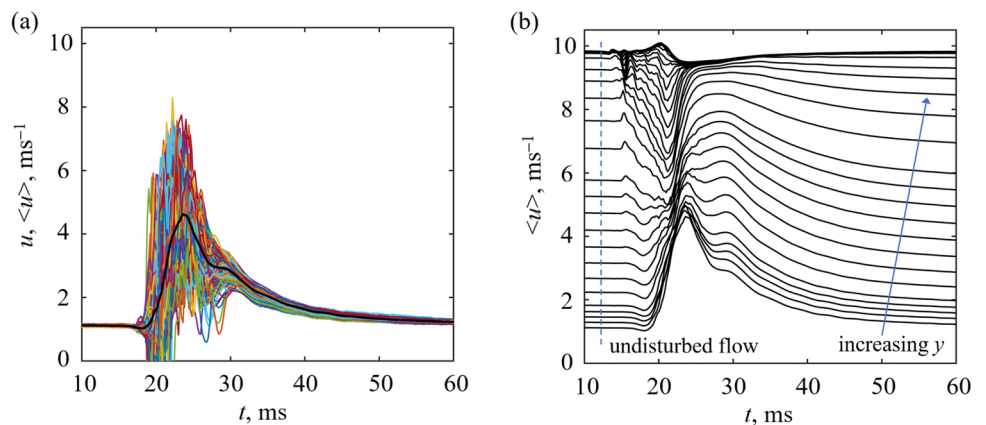 (a)
10
8
6
4
2
0
u, <u>, ms⁻¹
10 20 30 40 50 60
t, ms
(b)
10
8
6
4
2
0
<u>, ms⁻¹
undisturbed flow
increasing y
10 20 30 40 50 60
t, ms